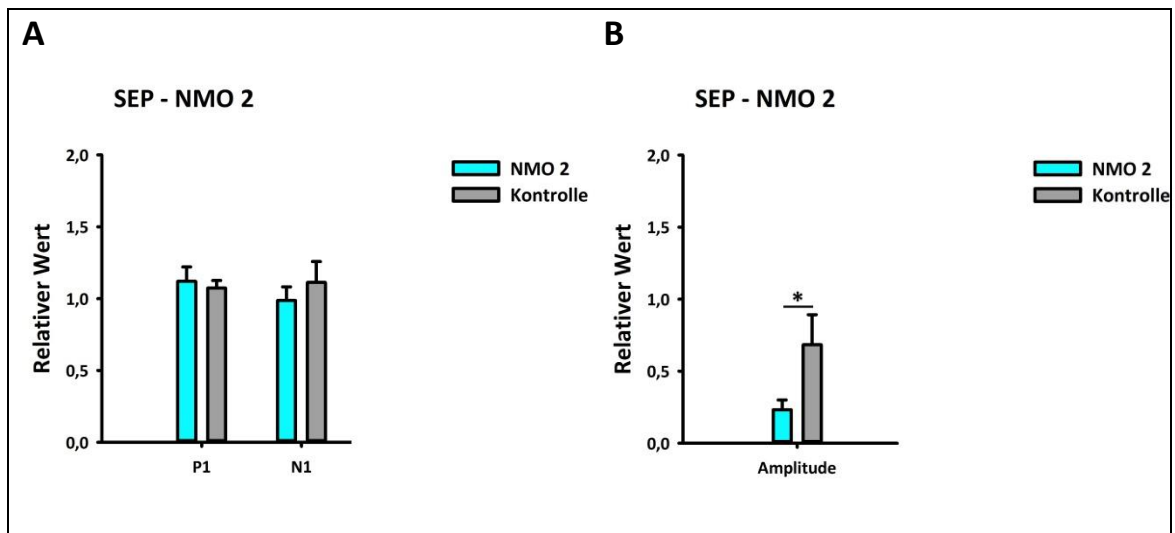 A
SEP - NMO 2
NMO 2
Kontrolle
Relativer Wert
2,0
1,5
1,0
0,5
0,0
P1 N1
B
SEP - NMO 2
NMO 2
Kontrolle
Relativer Wert
2,0
1,5
1,0
0,5
0,0
*
Amplitude